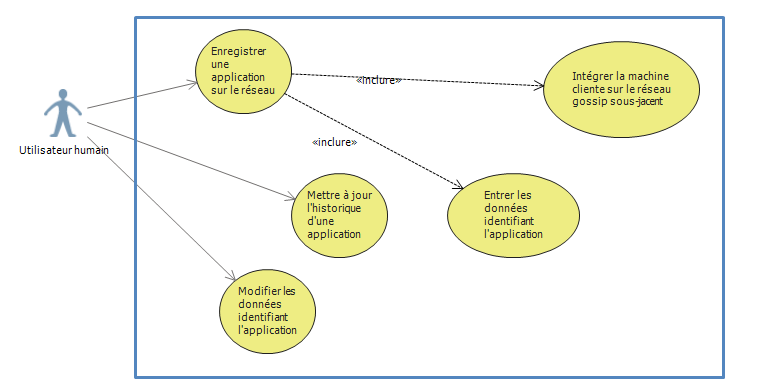 Enregistrer
une
application
sur le réseau
«inclure»
Intégrer la machine
cliente sur le réseau
gossip sous-jacent
Utilisateur humain
«inclure»
Mettre à jour
l'historique
d'une
application
Entrer les
données
identifiant
l'application
Modifier les
données
identifiant
l'application